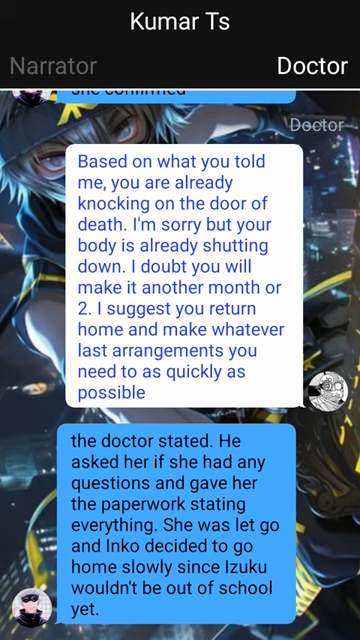 Kumar Ts
Narrator
Doctor
she confirmed
Doctor
Based on what you told
me, you are already
knocking on the door of
death. I'm sorry but your
body is already shutting
down. I doubt you will
make it another month or
2. I suggest you return
home and make whatever
last arrangements you
need to as quickly as
possible
the doctor stated. He
asked her if she had any
questions and gave her
the paperwork stating
everything. She was let go
and Inko decided to go
home slowly since Izuku
wouldn't be out of school
yet.